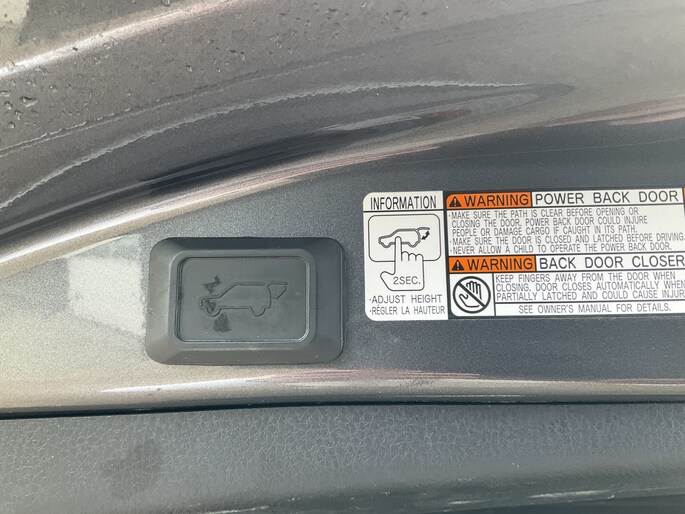 INFORMATION
2SEC.
·ADJUST HEIGHT
·RÉGLER LA HAUTEUR
WARNING POWER BACK DOOR
·MAKE SURE THE PATH IS CLEAR BEFORE OPENING OR
CLOSING THE DOOR. POWER BACK DOOR COULD INJURE
PEOPLE OR DAMAGE CARGO IF CAUGHT IN ITS PATH.
·MAKE SURE THE DOOR IS CLOSED AND LATCHED BEFORE DRIVING.
·NEVER ALLOW A CHILD TO OPERATE THE POWER BACK DOOR.
WARNING BACK DOOR CLOSER
KEEP FINGERS AWAY FROM THE DOOR WHEN
CLOSING. DOOR CLOSES AUTOMATICALLY WHEN
PARTIALLY LATCHED AND COULD CAUSE INJUR
SEE OWNER'S MANUAL FOR DETAILS.